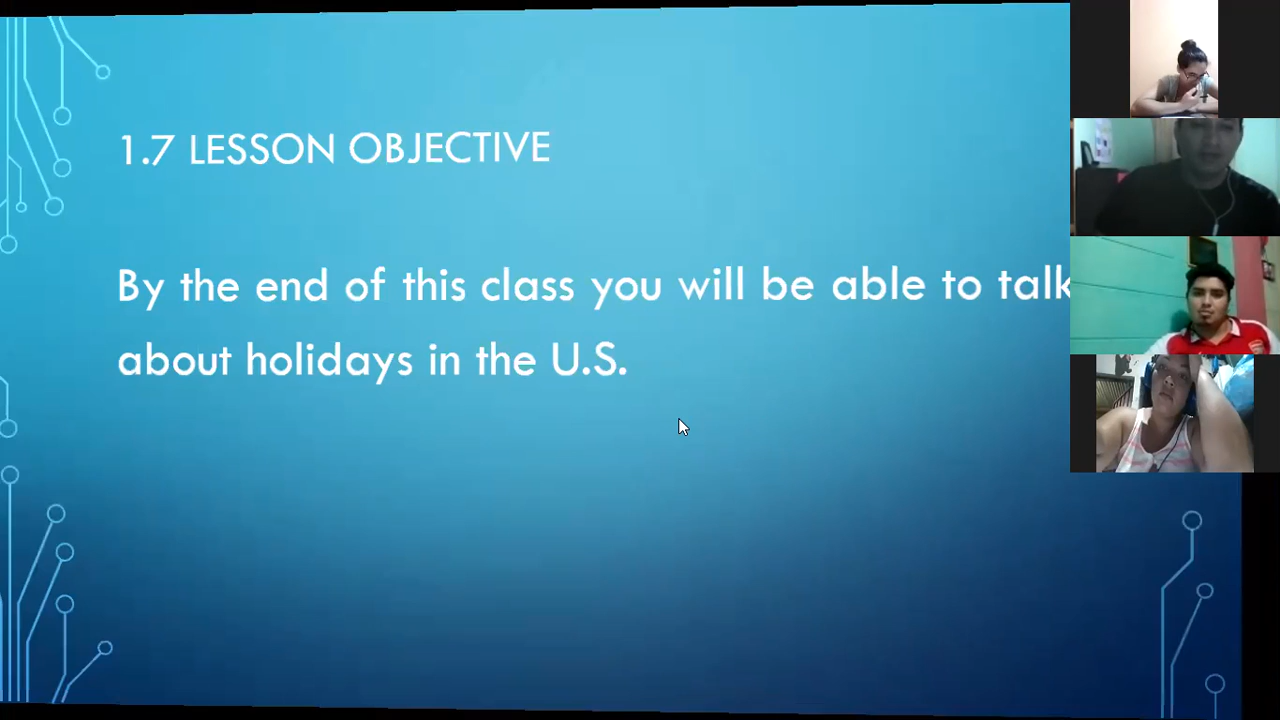 1.7 LESSON OBJECTIVE
By the end of this class you will be able to talk
about holidays in the U.S.